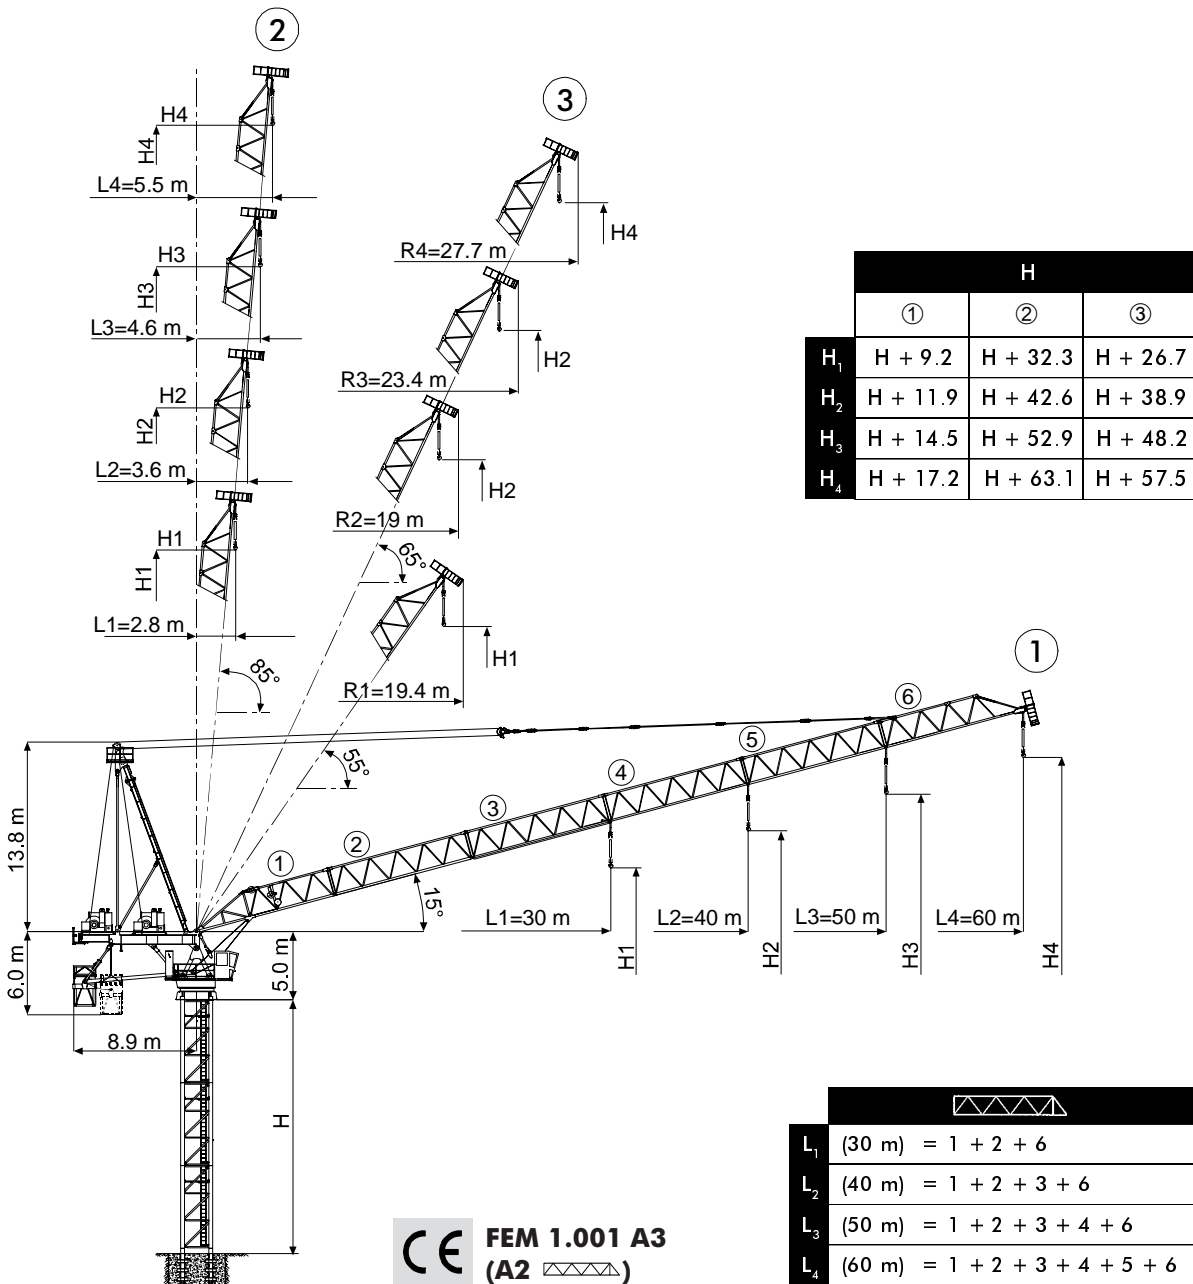 2
3
H4
H4
L4=5.5 m
H4
R4=27.7 m
H3
H3
L3=4.6 m
H2
R3=23.4 m
H2
H2
L2=3.6 m
H2
R2=19 m
H1
H1
L1=2.8 m
65°
H1
R1=19.4 m
85°
55°
H
① ② ③
H1 H + 9.2 H + 32.3 H + 26.7
H2 H + 11.9 H + 42.6 H + 38.9
H3 H + 14.5 H + 52.9 H + 48.2
H4 H + 17.2 H + 63.1 H + 57.5
1
⑥
⑤
④
③
②
①
15°
13.8 m
6.0 m
5.0 m
8.9 m
H
L1=30 m
H1
L2=40 m
H2
L3=50 m
H3
L4=60 m
H4
L1 (30 m) = 1 + 2 + 6
L2 (40 m) = 1 + 2 + 3 + 6
L3 (50 m) = 1 + 2 + 3 + 4 + 6
L4 (60 m) = 1 + 2 + 3 + 4 + 5 + 6
CE
FEM 1.001 A3
(A2 )